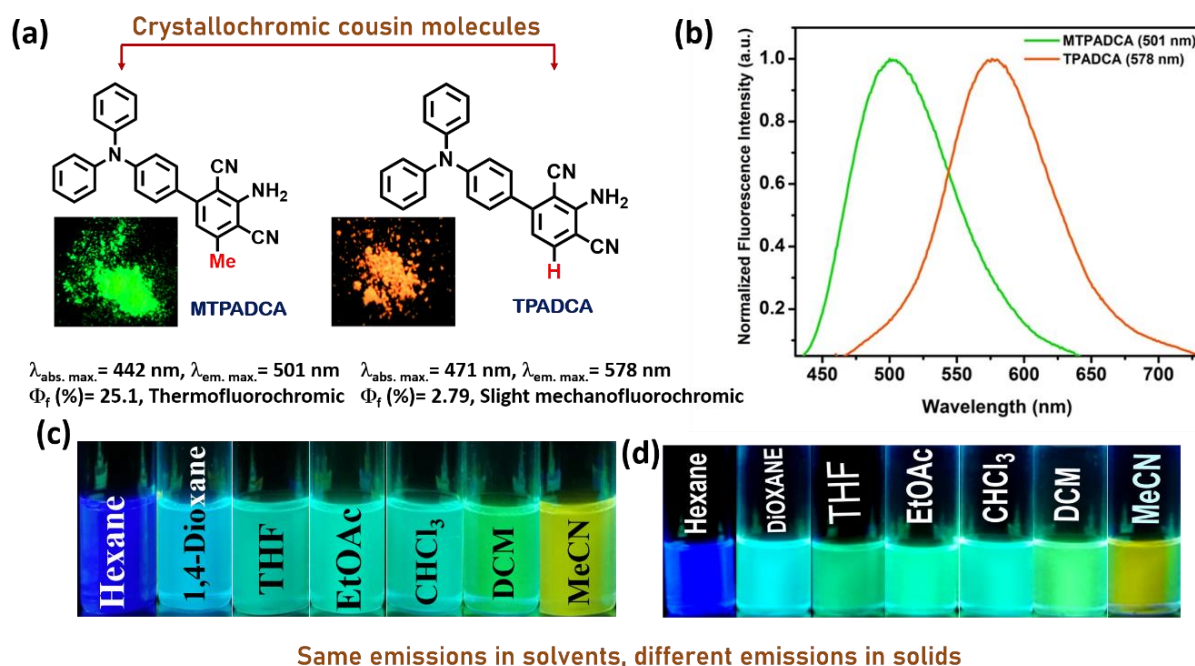 Crystallochromic cousin molecules
(a)
N
CN
NH₂
CN
Me
MTPADCA
N
CN
NH₂
CN
H
TPADCA
λabs. max.= 442 nm, λem. max.= 501 nm
Φf (%)= 25.1, Thermofluorochromic
λabs. max.= 471 nm, λem. max.= 578 nm
Φf (%)= 2.79, Slight mechanofluorochromic
(b)
MTPADCA (501 nm)
TPADCA (578 nm)
Normalized Fluorescence Intensity (a.u.)
1.0
0.8
0.6
0.4
0.2
450 500 550 600 650 700
Wavelength (nm)
(c)
Hexane
1,4-Dioxane
THF
EtOAc
CHCl₃
DCM
MeCN
(d)
Hexane
DiOXANE
THF
EtOAc
CHCl₃
DCM
MeCN
Same emissions in solvents, different emissions in solids